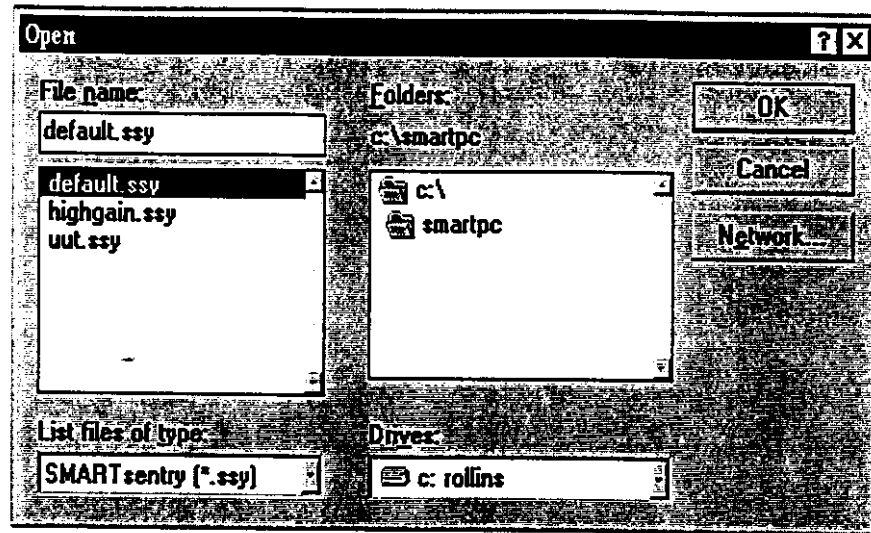 Open
? X
File name:
default.ssy
default.ssy
highgain.ssy
uut.ssy
List files of type:
SMARTsentry (*.ssy)
Folders:
c:\smartpc
c:\
smartpc
Drives:
c: rollins
OK
Cancel
Network...